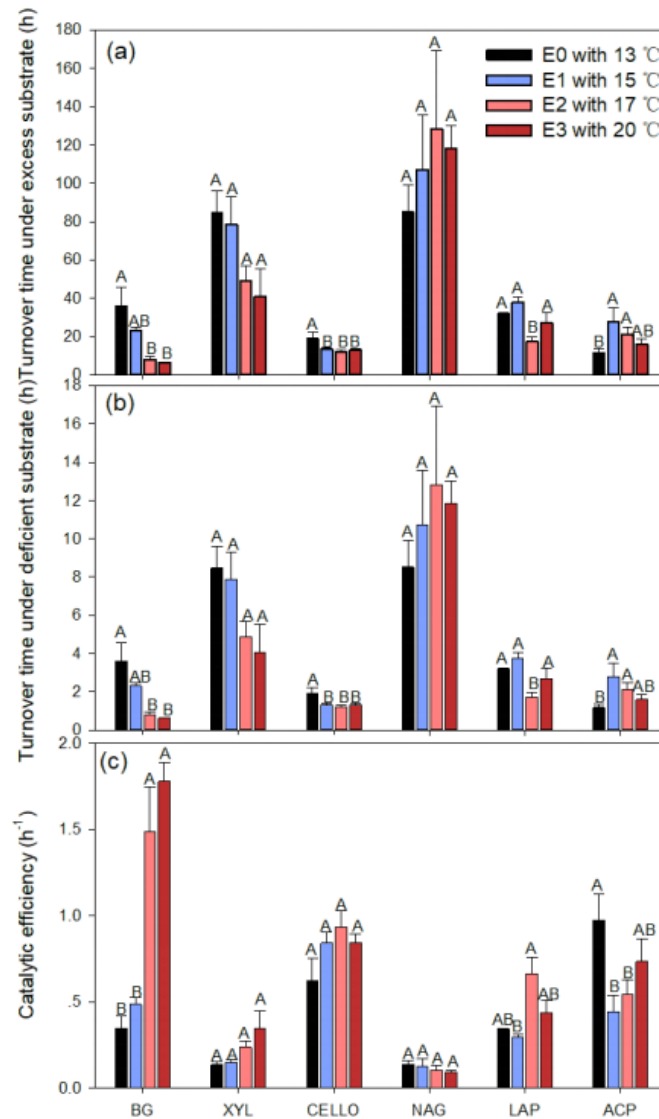 (a)
E0 with 13 ℃
E1 with 15 ℃
E2 with 17 ℃
E3 with 20 ℃
Turnover time under excess substrate (h)
180
160
140
120
100
80
60
40
20
0
A AB B B
A A A A
A B B B
A A A A
A A B A
B A A AB
(b)
Turnover time under deficient substrate (h)
18
16
14
12
10
8
6
4
2
0
A AB B B
A A A A
A B B B
A A A A
A A B A
B A A AB
(c)
Catalytic efficiency (h-1)
2.0
1.5
1.0
.5
0.0
B B A A
A A A A
A A A A
A A A A
AB B A AB
A B B AB
BG XYL CELLO NAG LAP ACP